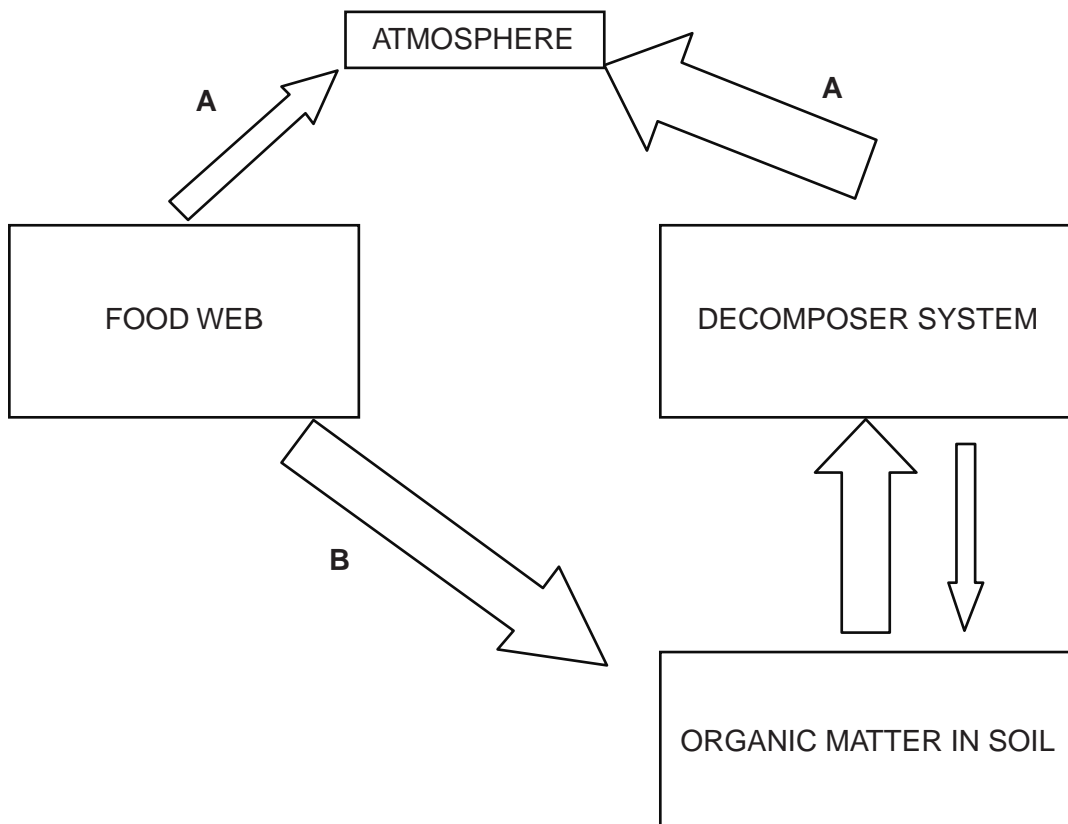 ATMOSPHERE
A
A
FOOD WEB
DECOMPOSER SYSTEM
B
ORGANIC MATTER IN SOIL